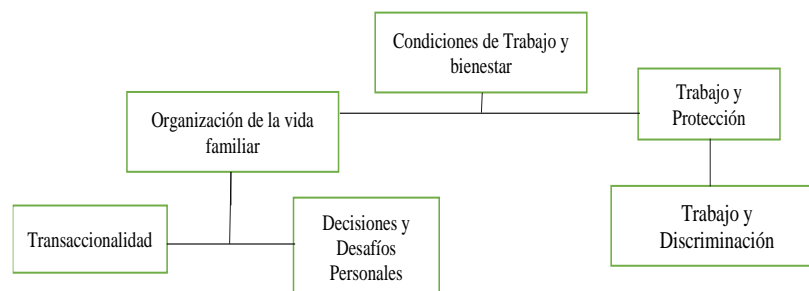 Condiciones de Trabajo y
bienestar
Organización de la vida
familiar
Trabajo y
Protección
Transaccionalidad
Decisiones y
Desafíos
Personales
Trabajo y
Discriminación